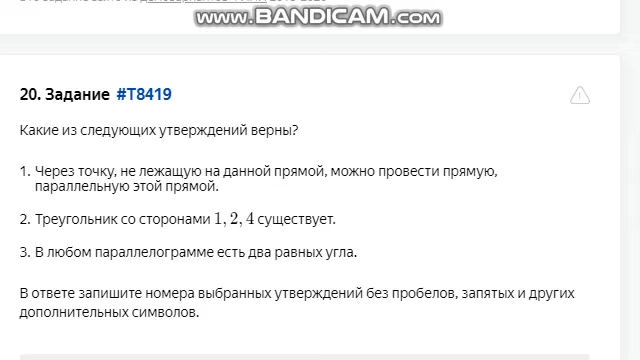 www.BANDICAM.com
20. Задание #T8419
Какие из следующих утверждений верны?
1. Через точку, не лежащую на данной прямой, можно провести прямую,
параллельную этой прямой.
2. Треугольник со сторонами 1, 2, 4 существует.
3. В любом параллелограмме есть два равных угла.
В ответе запишите номера выбранных утверждений без пробелов, запятых и других
дополнительных символов.